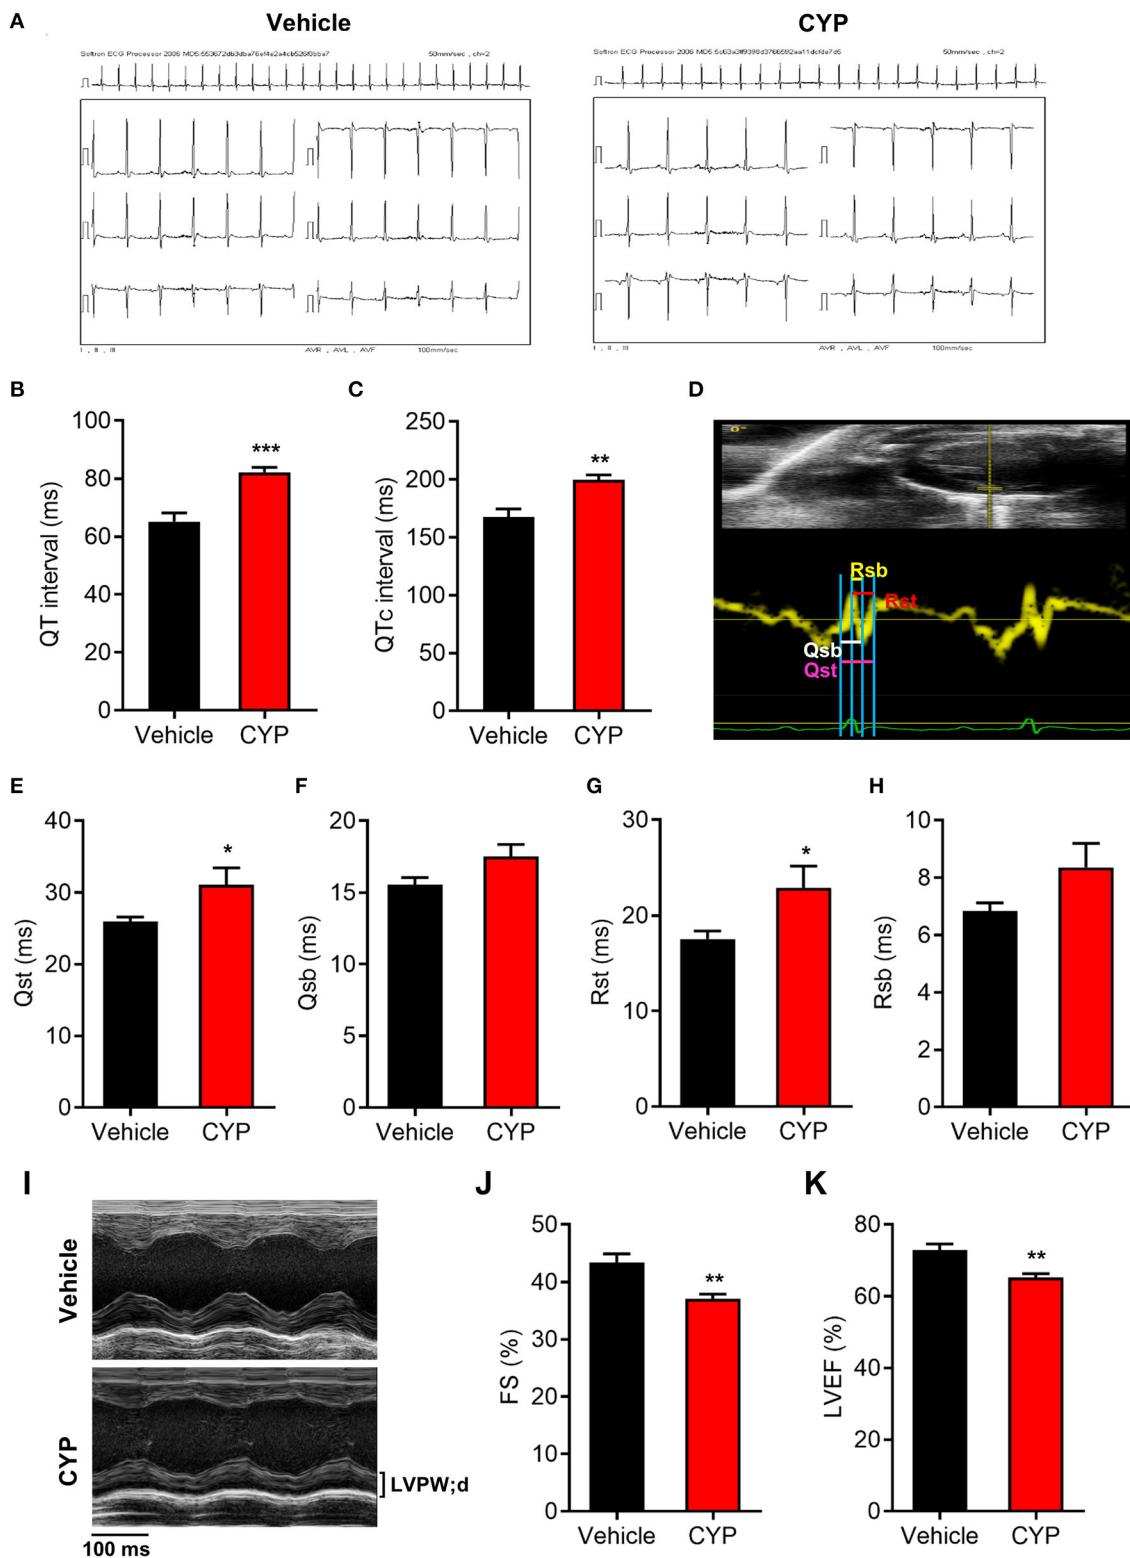 A
Vehicle
CYP
Softron ECG Processor 2006
50mm/sec , ch=2
Softron ECG Processor 2006
50mm/sec , ch=2
I , II , III
AVR , AVL , AVF
100mm/sec
I , II , III
AVR , AVL , AVF
100mm/sec
B
QT interval (ms)
100
80
60
40
20
0
***
Vehicle
CYP
C
QTc interval (ms)
250
200
150
100
50
0
**
Vehicle
CYP
D
Rsb
Rst
Qsb
Qst
E
Qst (ms)
40
30
20
10
0
*
Vehicle
CYP
F
Qsb (ms)
20
15
10
5
0
Vehicle
CYP
G
Rst (ms)
30
20
10
0
*
Vehicle
CYP
H
Rsb (ms)
10
8
6
4
2
0
Vehicle
CYP
I
Vehicle
CYP
LVPW;d
100 ms
J
FS (%)
50
40
30
20
10
0
**
Vehicle
CYP
K
LVEF (%)
80
60
40
20
0
**
Vehicle
CYP